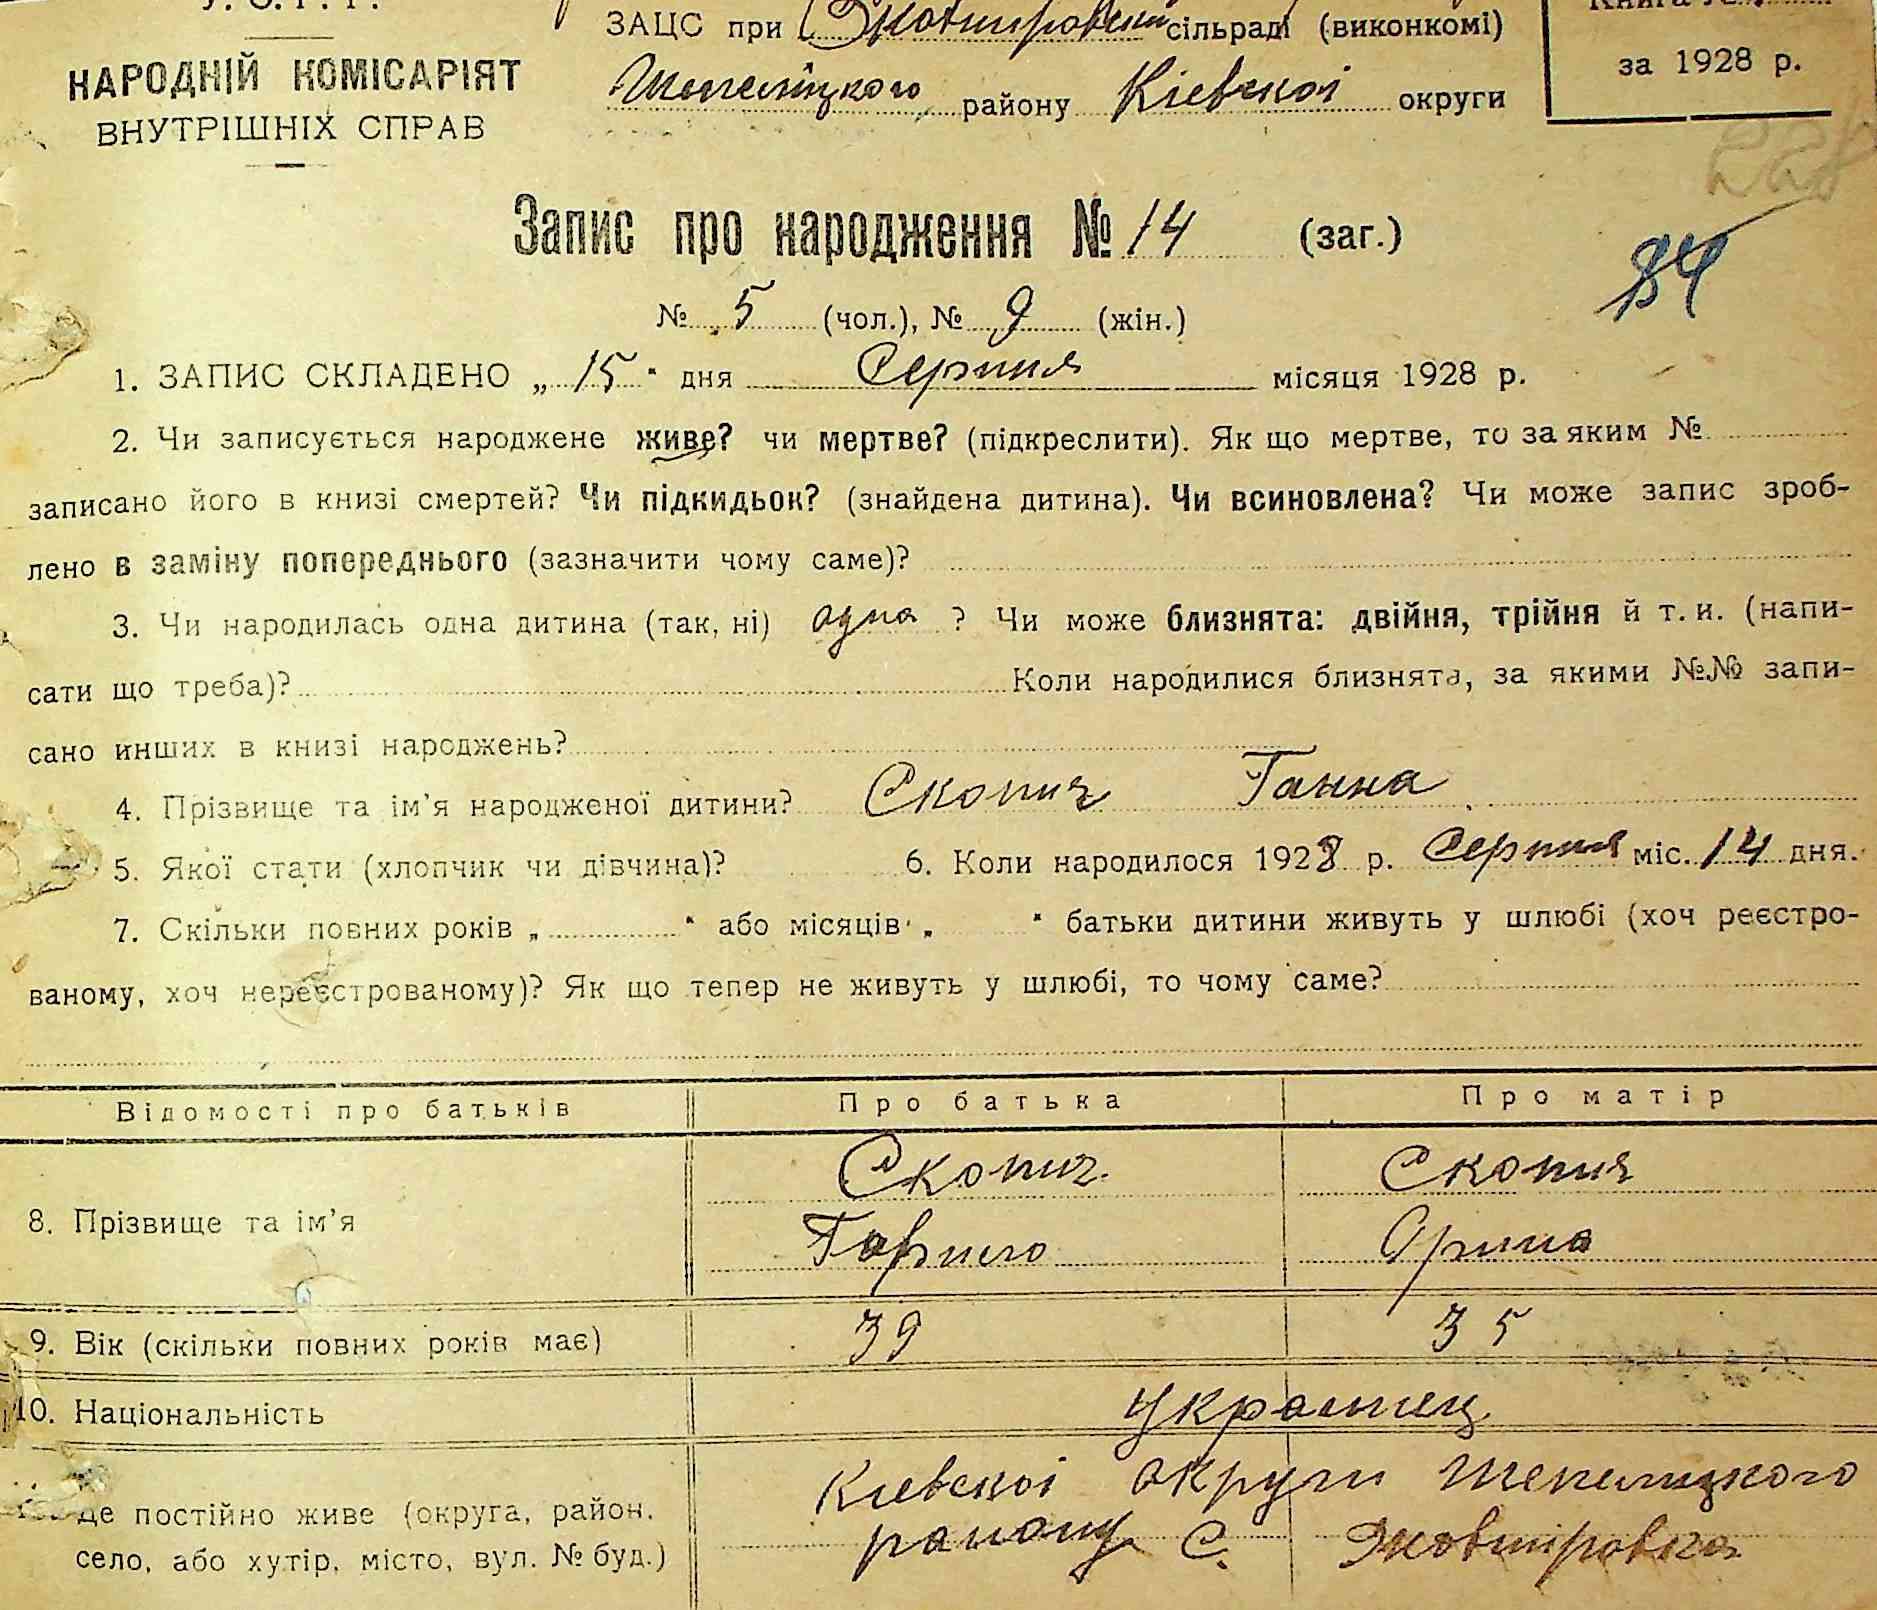 У. С. Р. Р.
НАРОДНІЙ КОМІСАРІЯТ
ВНУТРІШНІХ СПРАВ
ЗАЦС при сільраді (виконкомі)
Шепелицкого району Кіевскоі округи
за 1928 р.
228
84
Запис про народження № 14 (заг.)
№ 5 (чол.), № 9 (жін.)
1. ЗАПИС СКЛАДЕНО „15“ дня Серпня місяця 1928 р.
2. Чи записується народжене живе? чи мертве? (підкреслити). Як що мертве, то за яким №
записано його в книзі смертей? Чи підкидьок? (знайдена дитина). Чи всиновлена? Чи може запис зроб-
лено в заміну попереднього (зазначити чому саме)?
3. Чи народилась одна дитина (так, ні) одна ? Чи може близнята: двійня, трійня й т. и. (напи-
сати що треба)? Коли народилися близнята, за якими №№ запи-
сано инших в книзі народжень?
4. Прізвище та ім’я народженої дитини? Скопич Ганна
5. Якої стати (хлопчик чи дівчина)? 6. Коли народилося 1928 р. Серпня міс. 14 дня.
7. Скільки повних років „ “ або місяців „ “ батьки дитини живуть у шлюбі (хоч реєстро-
ваному, хоч нереєстрованому)? Як що тепер не живуть у шлюбі, то чому саме?
Відомості про батьків Про батька Про матір
8. Прізвище та ім’я Скопич Скопич
Гаврило Орина
9. Вік (скільки повних років має) 39 35
10. Національність украинец
Де постійно живе (округа, район, село, або хутір, місто, вул. № буд.)
Кіевскоі округи Шепелицкого
району С.